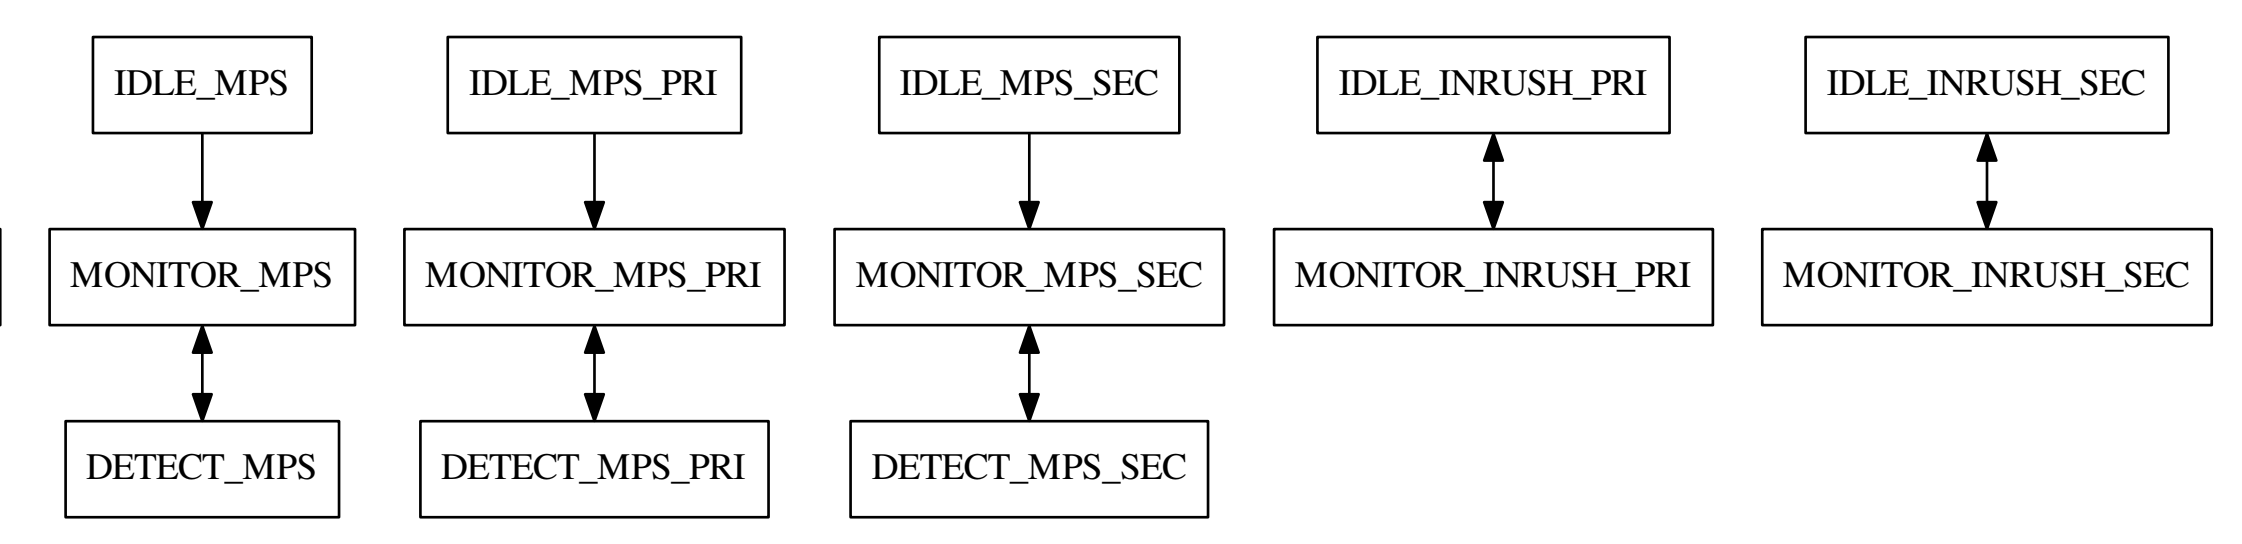 IDLE_MPS
IDLE_MPS_PRI
IDLE_MPS_SEC
IDLE_INRUSH_PRI
IDLE_INRUSH_SEC
MONITOR_MPS
MONITOR_MPS_PRI
MONITOR_MPS_SEC
MONITOR_INRUSH_PRI
MONITOR_INRUSH_SEC
DETECT_MPS
DETECT_MPS_PRI
DETECT_MPS_SEC